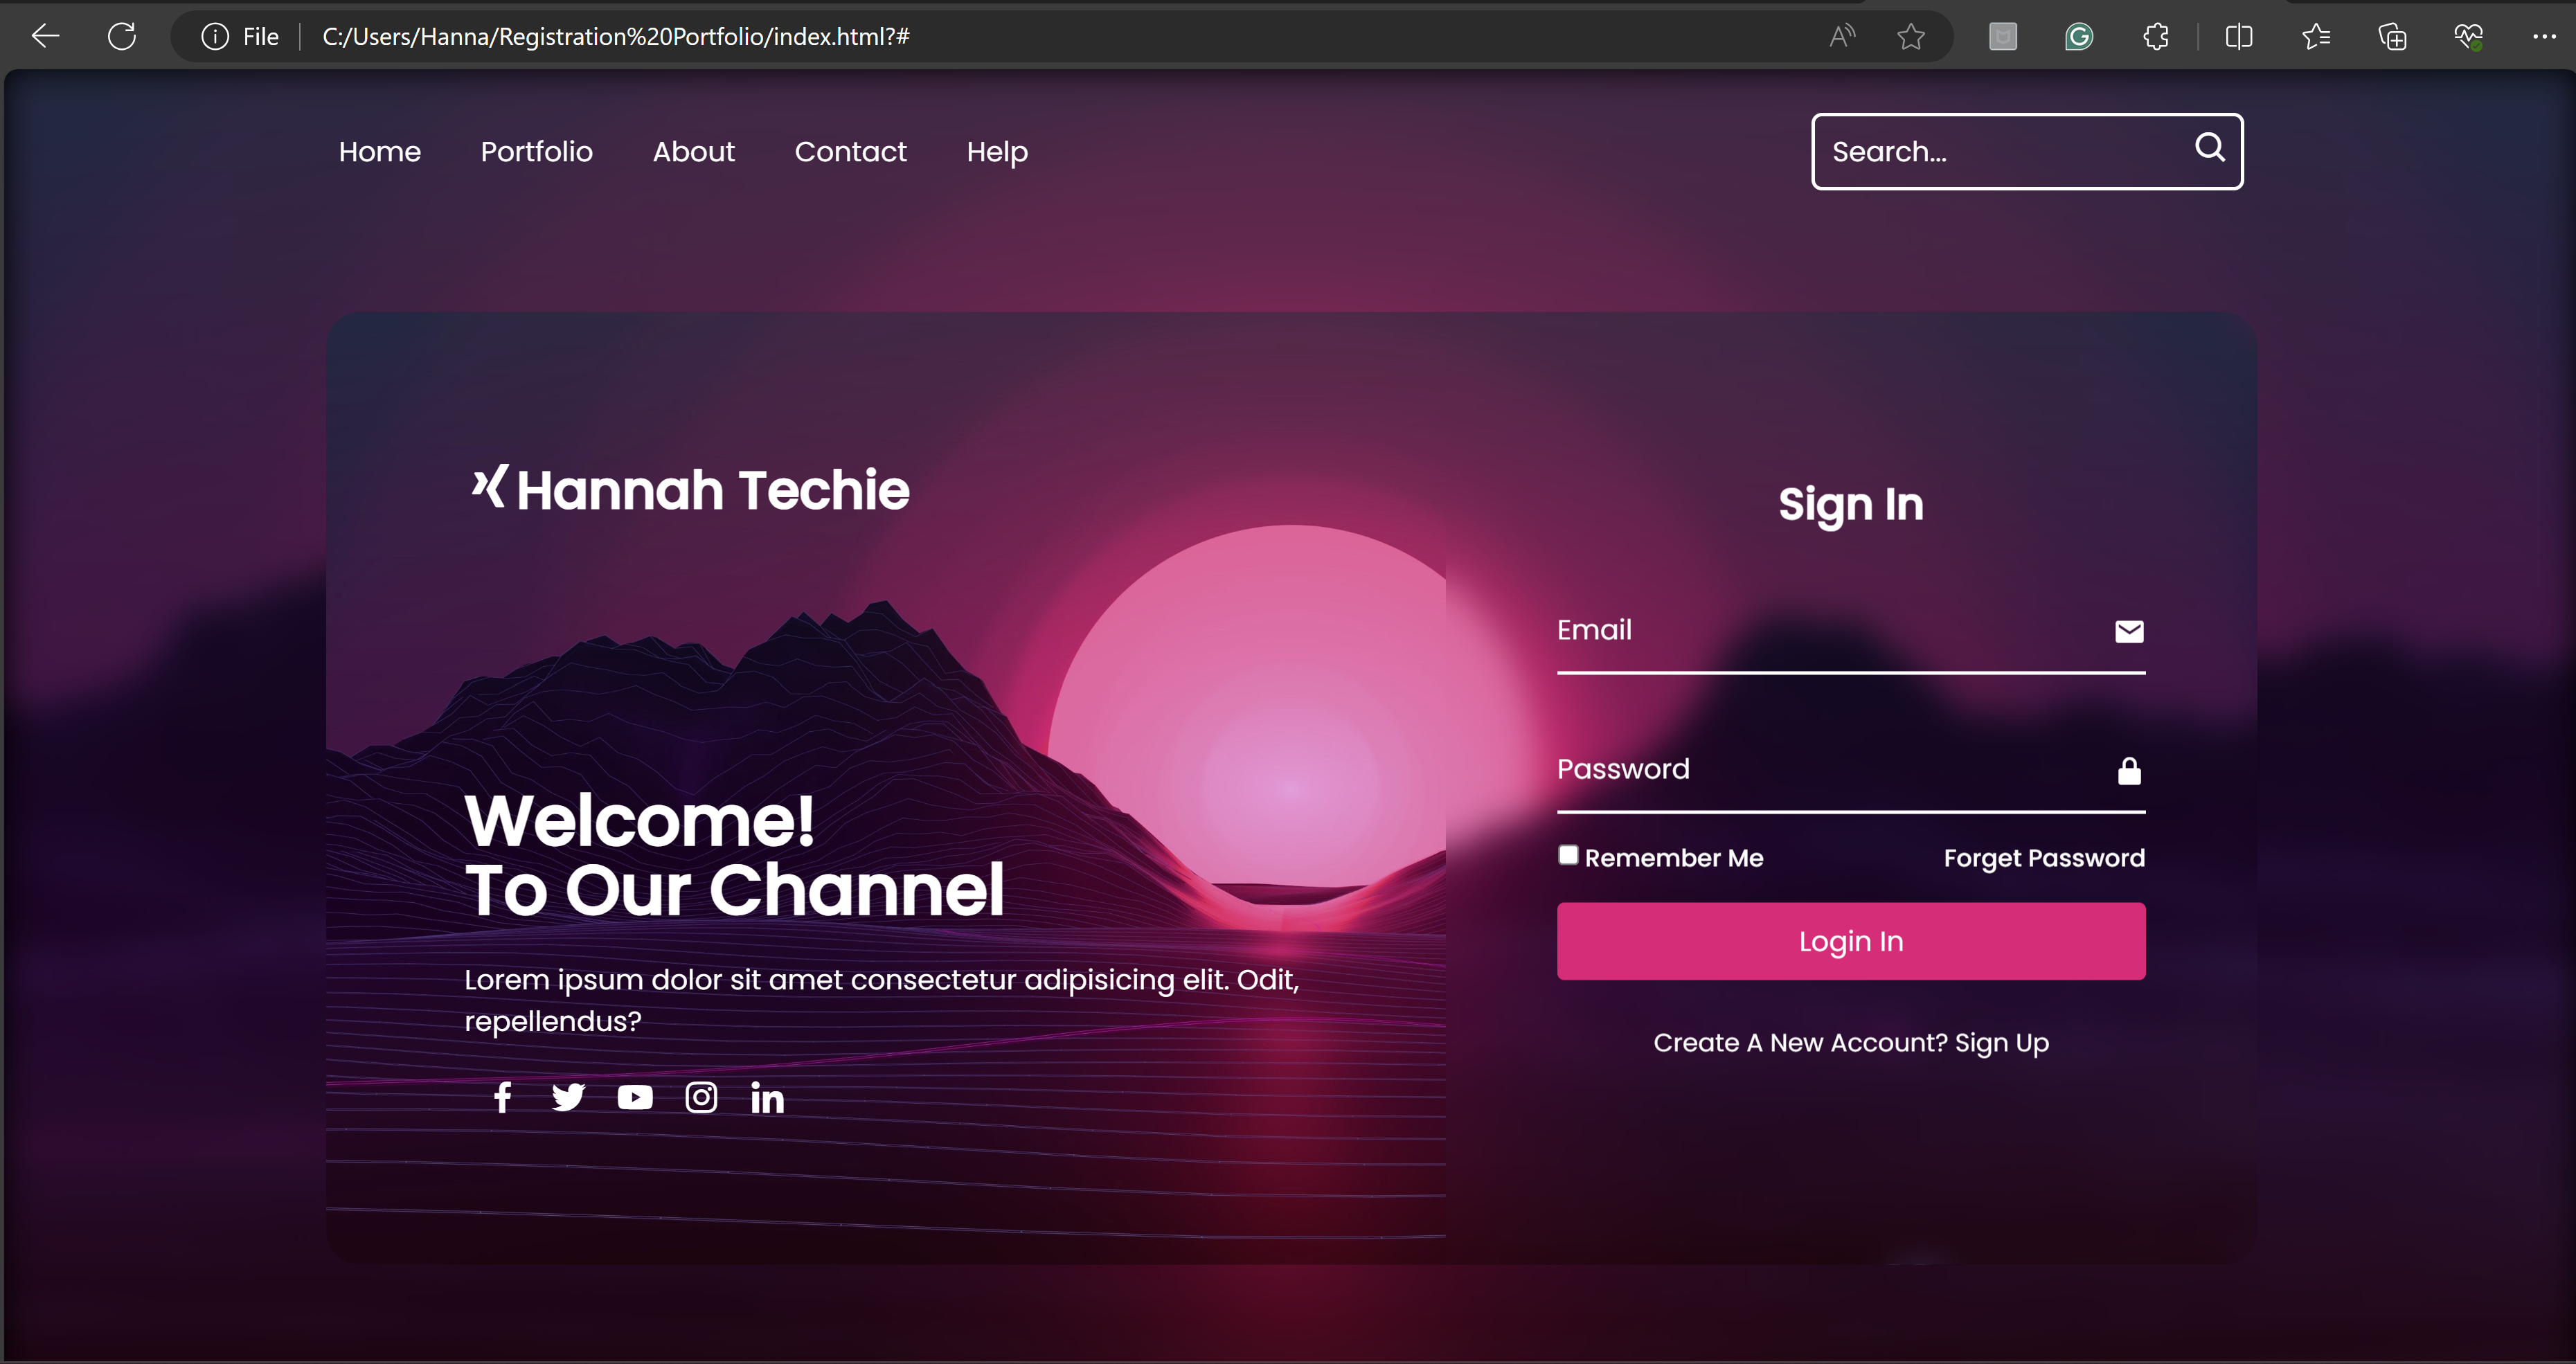 File C:/Users/Hanna/Registration%20Portfolio/index.html?#
Home Portfolio About Contact Help Search...
Hannah Techie
Welcome!
To Our Channel
Lorem ipsum dolor sit amet consectetur adipisicing elit. Odit,
repellendus?
Sign In
Email
Password
Remember Me Forget Password
Login In
Create A New Account? Sign Up